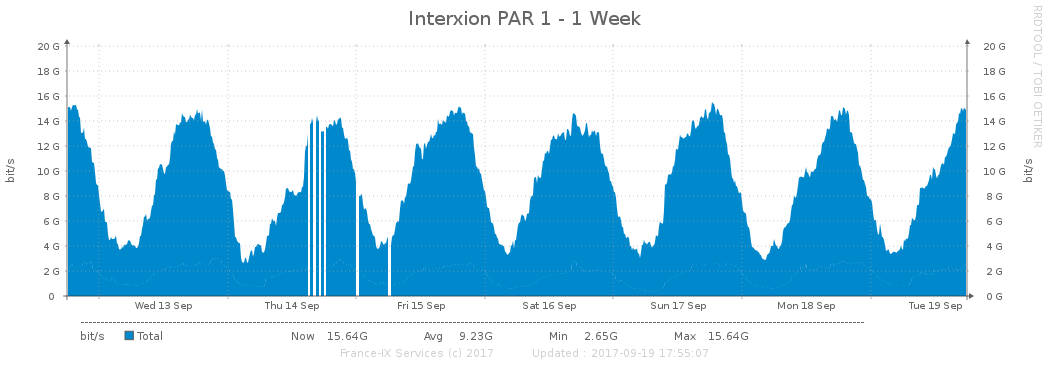 Interxion PAR 1 - 1 Week
RRDTOOL / TOBI OETIKER
bit/s
20 G 20 G
18 G 18 G
16 G 16 G
14 G 14 G
12 G 12 G
10 G 10 G
8 G 8 G
6 G 6 G
4 G 4 G
2 G 2 G
0 0 G
bit/s
Wed 13 Sep Thu 14 Sep Fri 15 Sep Sat 16 Sep Sun 17 Sep Mon 18 Sep Tue 19 Sep
bit/s Total Now 15.64G Avg 9.23G Min 2.65G Max 15.64G
France-IX Services (c) 2017 Updated : 2017-09-19 17:55:07